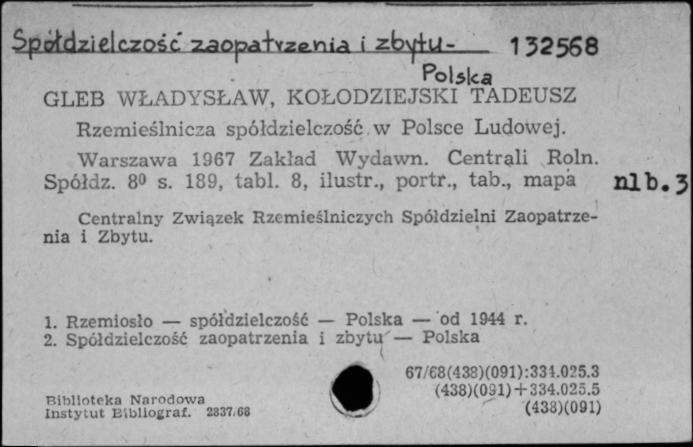 Spółdzielczość zaopatrzenia i zbytu- 132568
Polska
GLEB WŁADYSŁAW, KOŁODZIEJSKI TADEUSZ
Rzemieślnicza spółdzielczość w Polsce Ludowej.
Warszawa 1967 Zakład Wydawn. Centrali Roln.
Spółdz. 8⁰ s. 189, tabl. 8, ilustr., portr., tab., mapa nlb. 3
Centralny Związek Rzemieślniczych Spółdzielni Zaopatrze-
nia i Zbytu.
1. Rzemiosło — spółdzielczość — Polska — od 1944 r.
2. Spółdzielczość zaopatrzenia i zbytu — Polska
67/68(438)(091):334.025.3
(438)(091)+334.025.5
(438)(091)
Biblioteka Narodowa
Instytut Bibliograf. 2837/68